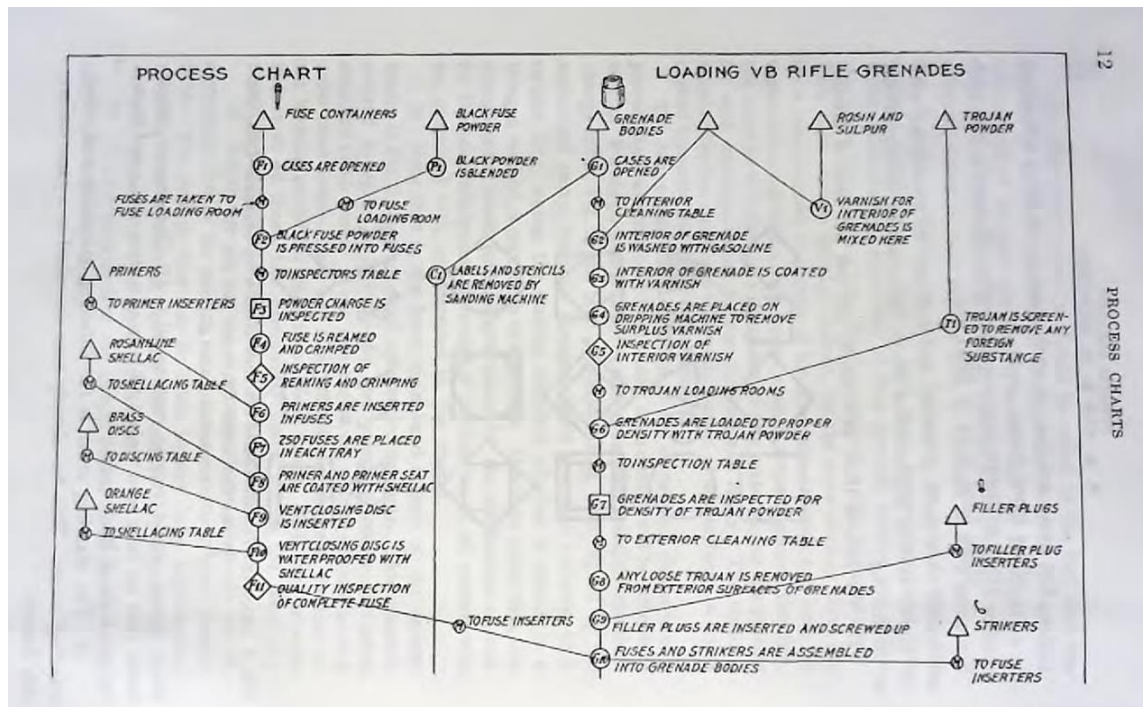 12
PROCESS CHARTS
PROCESS CHART
LOADING VB RIFLE GRENADES
FUSE CONTAINERS
BLACK FUSE
POWDER
F1
CASES ARE OPENED
P1
BLACK POWDER
IS BLENDED
FUSES ARE TAKEN TO
FUSE LOADING ROOM
M
M
TO FUSE
LOADING ROOM
F2
BLACK FUSE POWDER
IS PRESSED INTO FUSES
M
TO INSPECTORS TABLE
F3
POWDER CHARGE IS
INSPECTED
F4
FUSE IS REAMED
AND CRIMPED
F5
INSPECTION OF
REAMING AND CRIMPING
F6
PRIMERS ARE INSERTED
IN FUSES
F7
250 FUSES ARE PLACED
IN EACH TRAY
F8
PRIMER AND PRIMER SEAT
ARE COATED WITH SHELLAC
F9
VENT CLOSING DISC
IS INSERTED
F10
VENT CLOSING DISC IS
WATERPROOFED WITH
SHELLAC
F11
QUALITY INSPECTION
OF COMPLETE FUSE
PRIMERS
M
TO PRIMER INSERTERS
ROSANILINE
SHELLAC
M
TO SHELLACING TABLE
BRASS
DISCS
M
TO DISCING TABLE
ORANGE
SHELLAC
M
TO SHELLACING TABLE
C1
LABELS AND STENCILS
ARE REMOVED BY
SANDING MACHINE
M
TO FUSE INSERTERS
GRENADE
BODIES
G1
CASES ARE
OPENED
M
TO INTERIOR
CLEANING TABLE
G2
INTERIOR OF GRENADE
IS WASHED WITH GASOLINE
G3
INTERIOR OF GRENADE IS COATED
WITH VARNISH
G4
GRENADES ARE PLACED ON
DRIPPING MACHINE TO REMOVE
SURPLUS VARNISH
G5
INSPECTION OF
INTERIOR VARNISH
M
TO TROJAN LOADING ROOMS
G6
GRENADES ARE LOADED TO PROPER
DENSITY WITH TROJAN POWDER
M
TO INSPECTION TABLE
G7
GRENADES ARE INSPECTED FOR
DENSITY OF TROJAN POWDER
M
TO EXTERIOR CLEANING TABLE
G8
ANY LOOSE TROJAN IS REMOVED
FROM EXTERIOR SURFACES OF GRENADES
G9
FILLER PLUGS ARE INSERTED AND SCREWED UP
G10
FUSES AND STRIKERS ARE ASSEMBLED
INTO GRENADE BODIES
ROSIN AND
SULPUR
V1
VARNISH FOR
INTERIOR OF
GRENADES IS
MIXED HERE
TROJAN
POWDER
T1
TROJAN IS SCREEN-
ED TO REMOVE ANY
FOREIGN
SUBSTANCE
FILLER PLUGS
M
TO FILLER PLUG
INSERTERS
STRIKERS
M
TO FUSE
INSERTERS